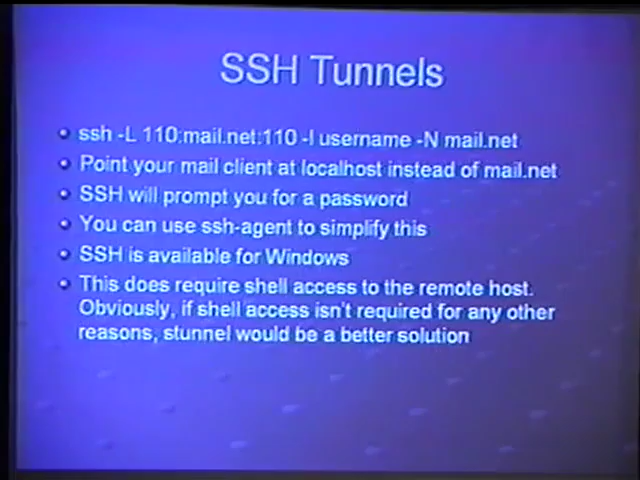 SSH Tunnels
ssh -L 110:mail.net:110 -l username -N mail.net
Point your mail client at localhost instead of mail.net
SSH will prompt you for a password
You can use ssh-agent to simplify this
SSH is available for Windows
This does require shell access to the remote host.
Obviously, if shell access isn't required for any other
reasons, stunnel would be a better solution